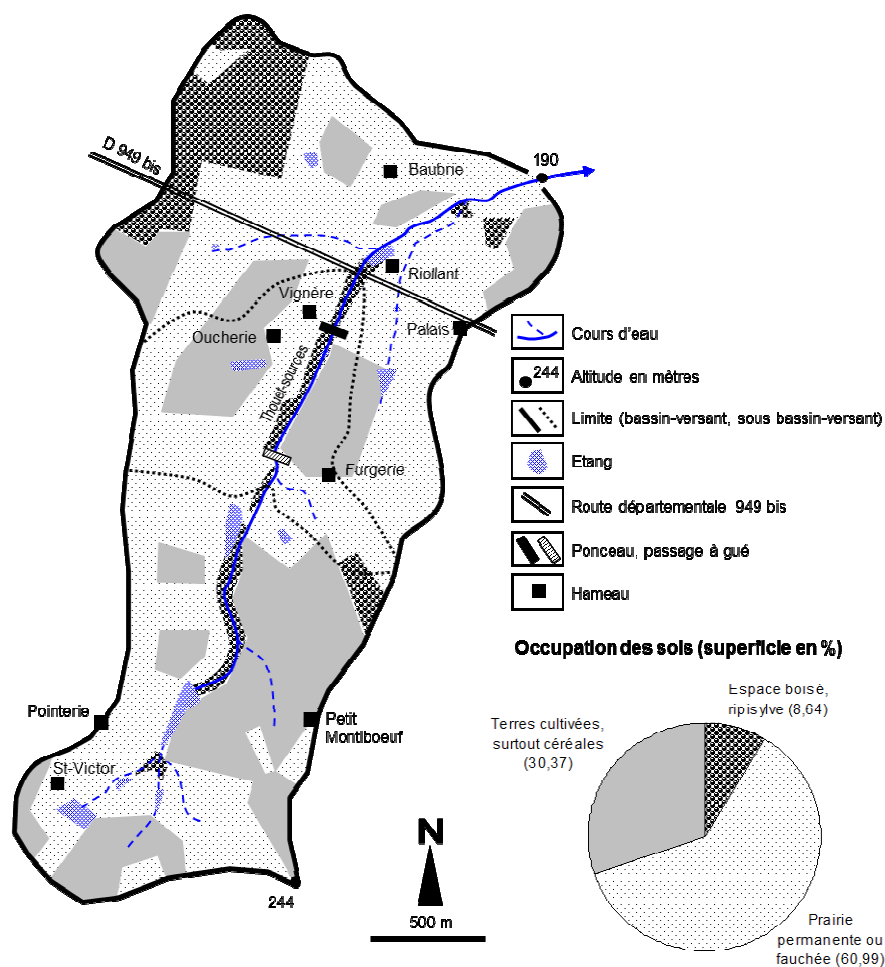 D 949 bis
190
Baubrie
Riollant
Vignère
Oucherie
Palais
Thouet-sources
Furgerie
Pointerie
Petit
Montiboeuf
St-Victor
244
N
500 m
Cours d'eau
244
Altitude en mètres
Limite (bassin-versant, sous bassin-versant)
Etang
Route départementale 949 bis
Ponceau, passage à gué
Hameau
Occupation des sols (superficie en %)
Espace boisé,
ripisylve (8,64)
Terres cultivées,
surtout céréales
(30,37)
Prairie
permanente ou
fauchée (60,99)